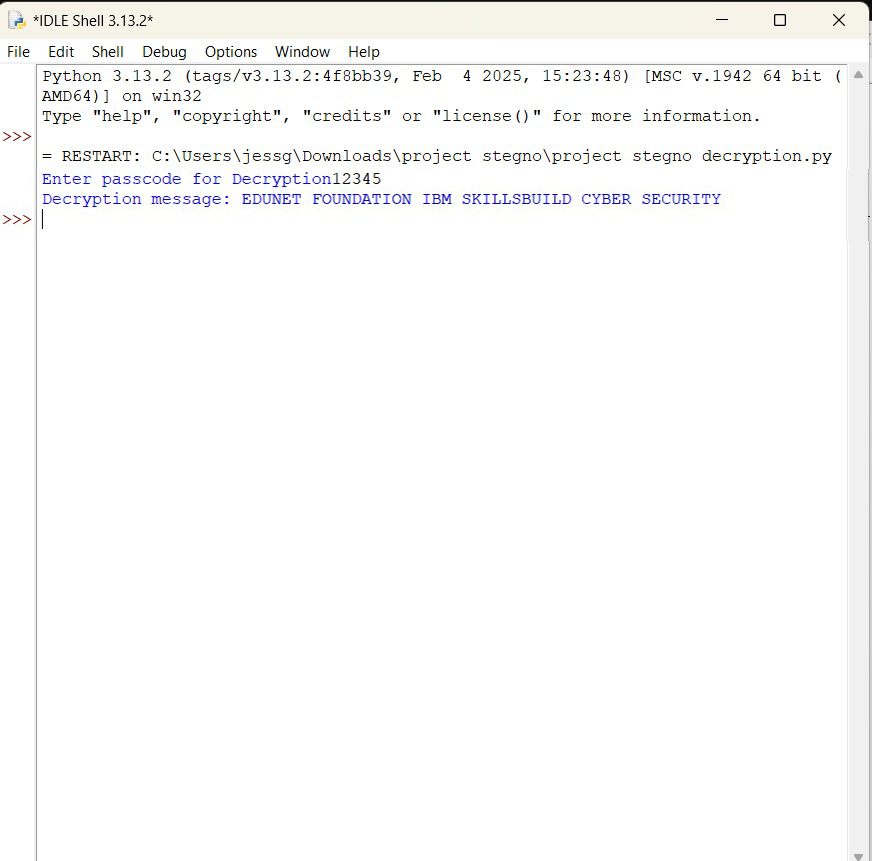 *IDLE Shell 3.13.2*
File Edit Shell Debug Options Window Help
Python 3.13.2 (tags/v3.13.2:4f8bb39, Feb  4 2025, 15:23:48) [MSC v.1942 64 bit (
AMD64)] on win32
Type "help", "copyright", "credits" or "license()" for more information.
>>>
= RESTART: C:\Users\jessg\Downloads\project stegno\project stegno decryption.py
Enter passcode for Decryption12345
Decryption message: EDUNET FOUNDATION IBM SKILLSBUILD CYBER SECURITY
>>>